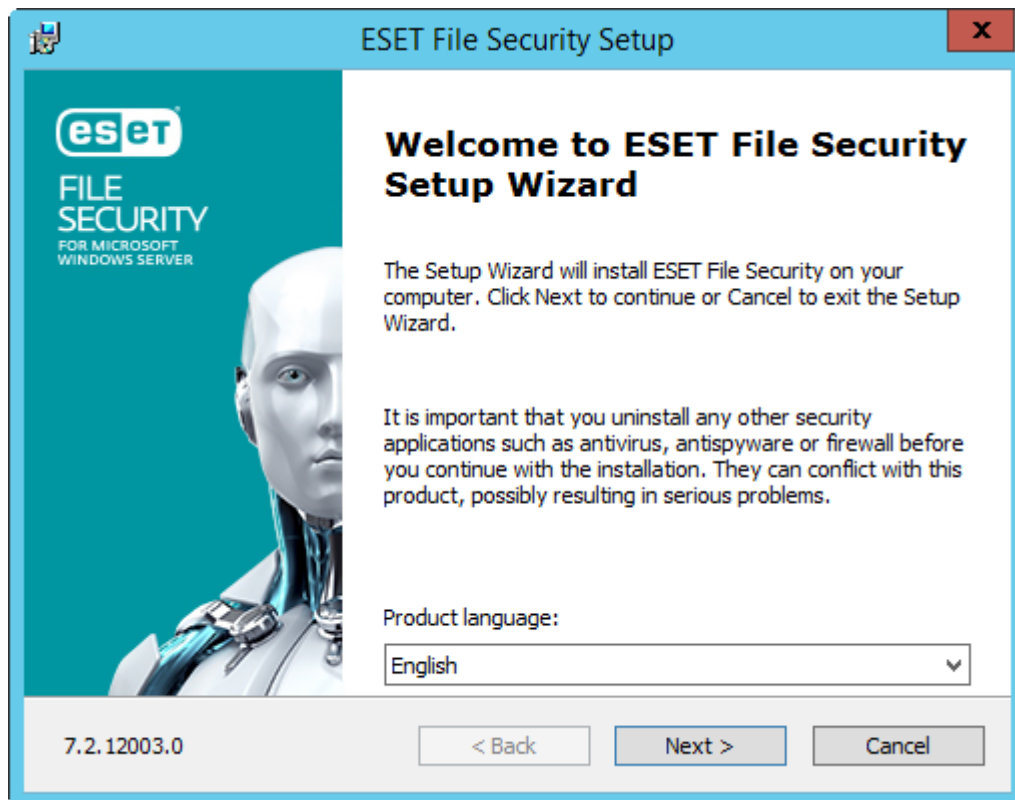 ESET File Security Setup
x
eset
FILE
SECURITY
FOR MICROSOFT
WINDOWS SERVER
Welcome to ESET File Security
Setup Wizard
The Setup Wizard will install ESET File Security on your
computer. Click Next to continue or Cancel to exit the Setup
Wizard.
It is important that you uninstall any other security
applications such as antivirus, antispyware or firewall before
you continue with the installation. They can conflict with this
product, possibly resulting in serious problems.
Product language:
English
7.2.12003.0
< Back
Next >
Cancel